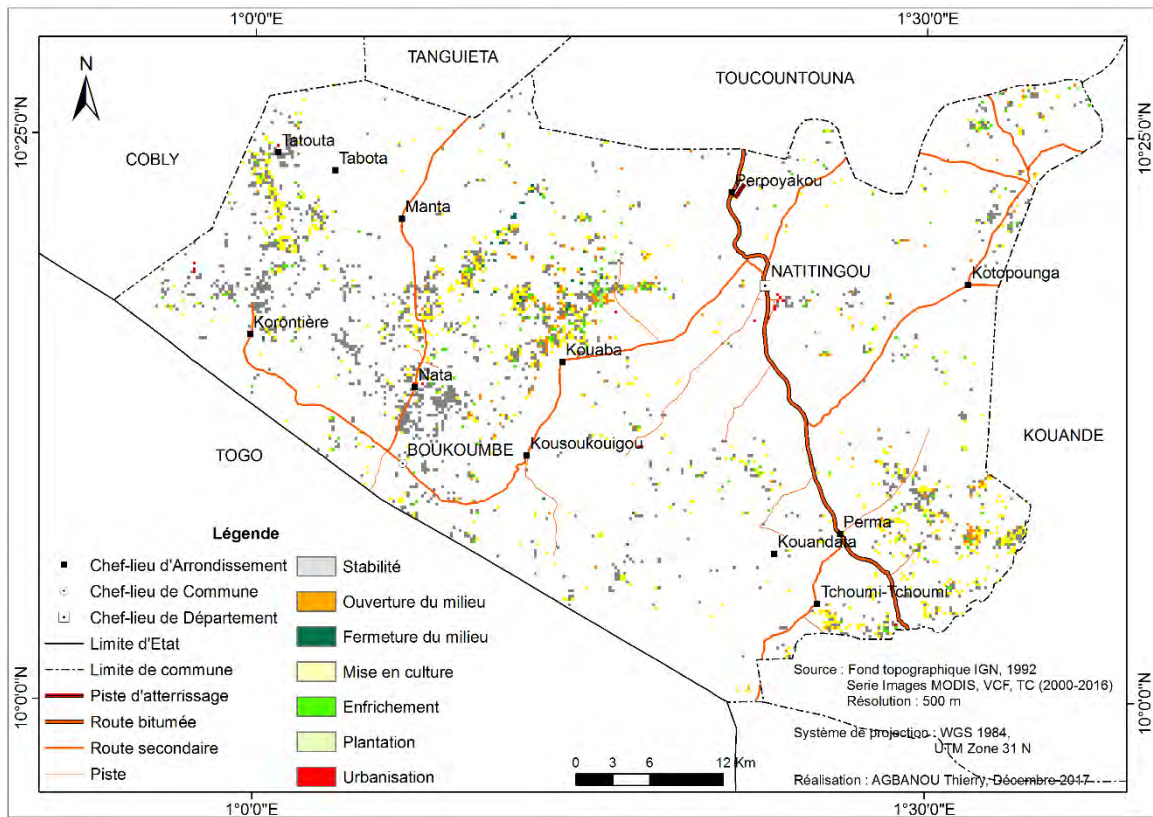 1°0'0"E
1°30'0"E
N
TANGUIETA
TOUCOUNTOUNA
10°25'0"N
10°25'0"N
Tatouta
COBLY
Tabota
Perpoyakou
Manta
NATITINGOU
Kotopounga
Korontière
Kouaba
Nata
KOUANDE
TOGO
BOUKOUMBE
Kousoukouigou
Perma
Kouandata
Tchoumi-Tchoumi
Légende
Chef-lieu d'Arrondissement
Chef-lieu de Commune
Chef-lieu de Département
Limite d'Etat
Limite de commune
Piste d'atterrissage
Route bitumée
Route secondaire
Piste
Stabilité
Ouverture du milieu
Fermeture du milieu
Mise en culture
Enfrichement
Plantation
Urbanisation
Source : Fond topographique IGN, 1992
Serie Images MODIS, VCF, TC (2000-2016)
Résolution : 500 m
Système de projection : WGS 1984,
UTM Zone 31 N
Réalisation : AGBANOU Thierry, Décembre 2017
0 3 6 12 Km
10°0'0"N
10°0'0"N
1°0'0"E
1°30'0"E